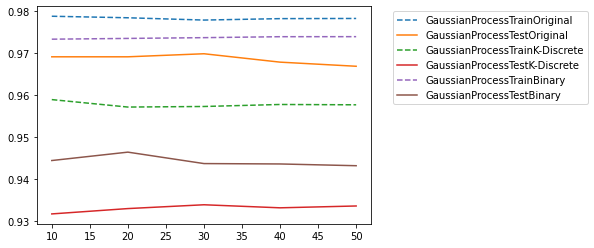 0.98
0.97
0.96
0.95
0.94
0.93
10 15 20 25 30 35 40 45 50
GaussianProcessTrainOriginal
GaussianProcessTestOriginal
GaussianProcessTrainK-Discrete
GaussianProcessTestK-Discrete
GaussianProcessTrainBinary
GaussianProcessTestBinary